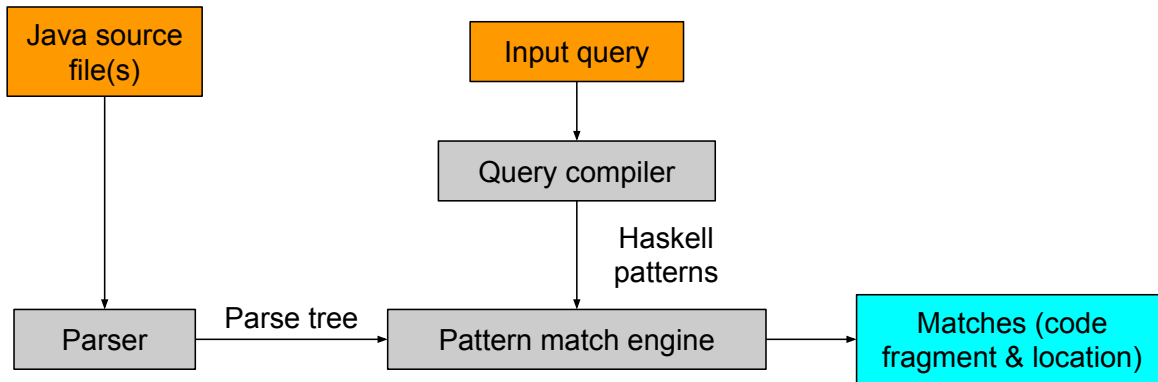 Java source
file(s)
Input query
Query compiler
Haskell
patterns
Parser
Parse tree
Pattern match engine
Matches (code
fragment & location)